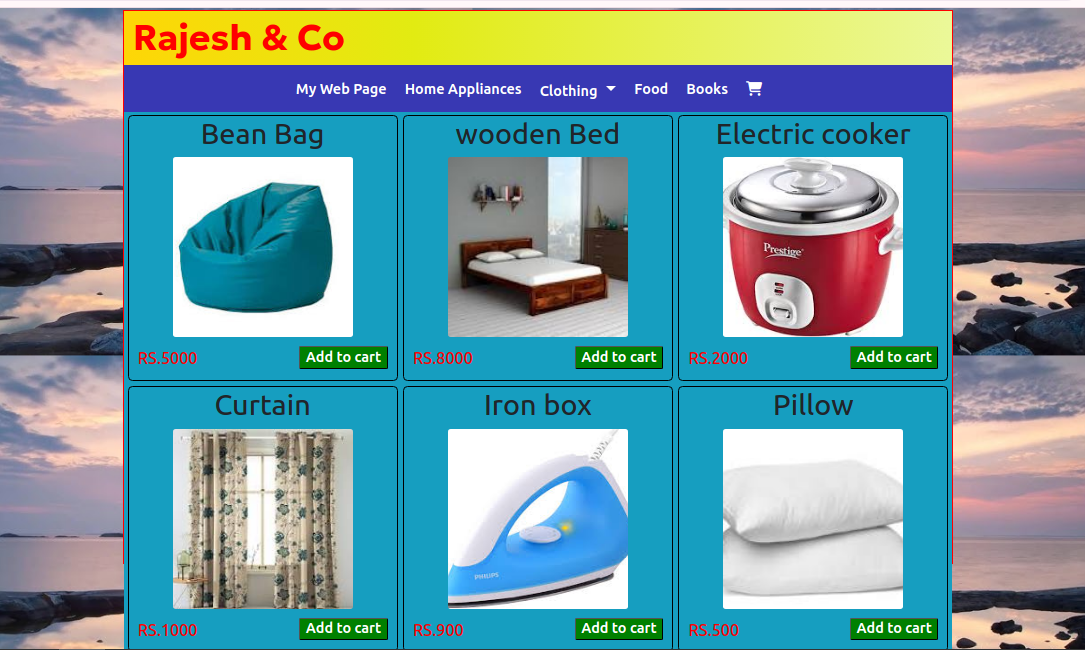 Rajesh & Co
My Web Page Home Appliances Clothing Food Books
Bean Bag wooden Bed Electric cooker
Prestige
RS.5000 Add to cart RS.8000 Add to cart RS.2000 Add to cart
Curtain Iron box Pillow
PHILIPS
RS.1000 Add to cart RS.900 Add to cart RS.500 Add to cart